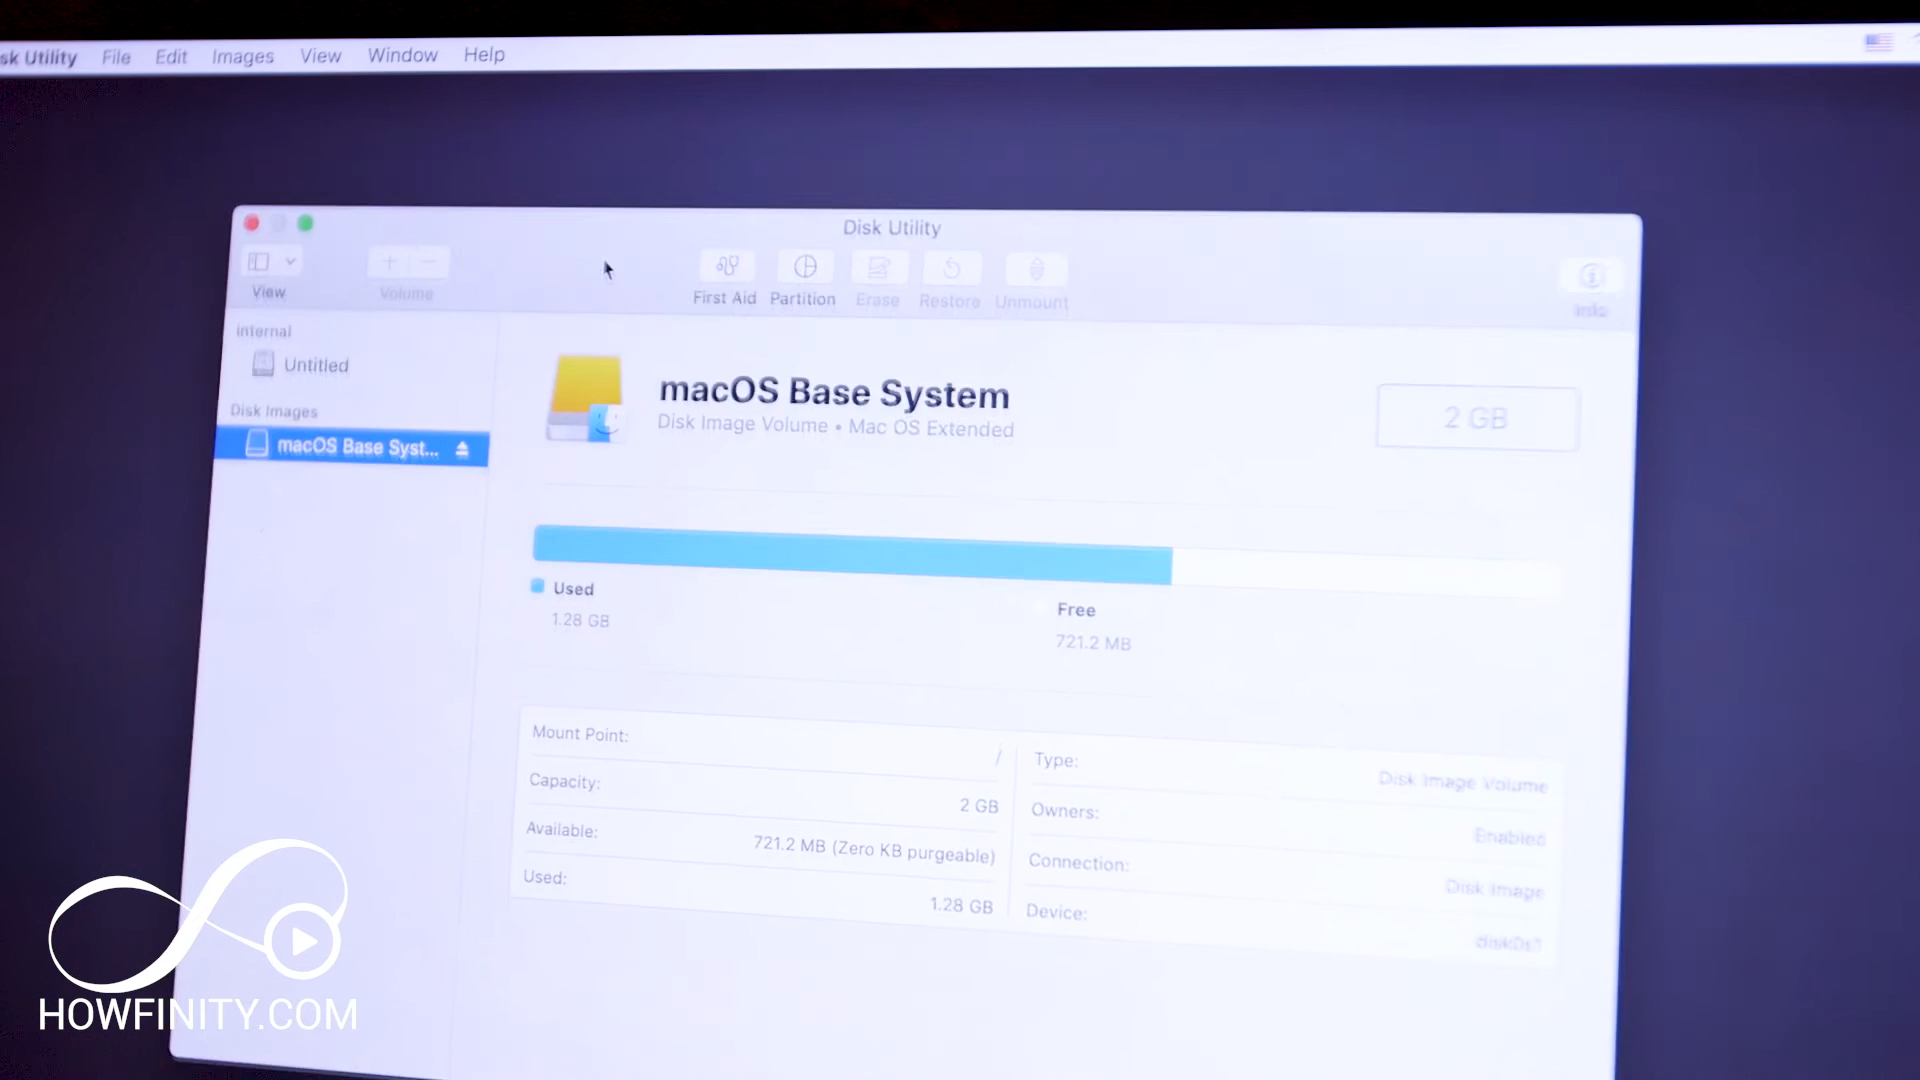 sk Utility File Edit Images View Window Help
Disk Utility
View
Volume
First Aid Partition Erase Restore Unmount
Info
Internal
Untitled
Disk Images
macOS Base Syst...
macOS Base System
Disk Image Volume • Mac OS Extended
2 GB
Used
1.28 GB
Free
721.2 MB
Mount Point: /
Capacity: 2 GB
Available: 721.2 MB (Zero KB purgeable)
Used: 1.28 GB
Type: Disk Image Volume
Owners: Enabled
Connection: Disk Image
Device: disk0s1
HOWFINITY.COM